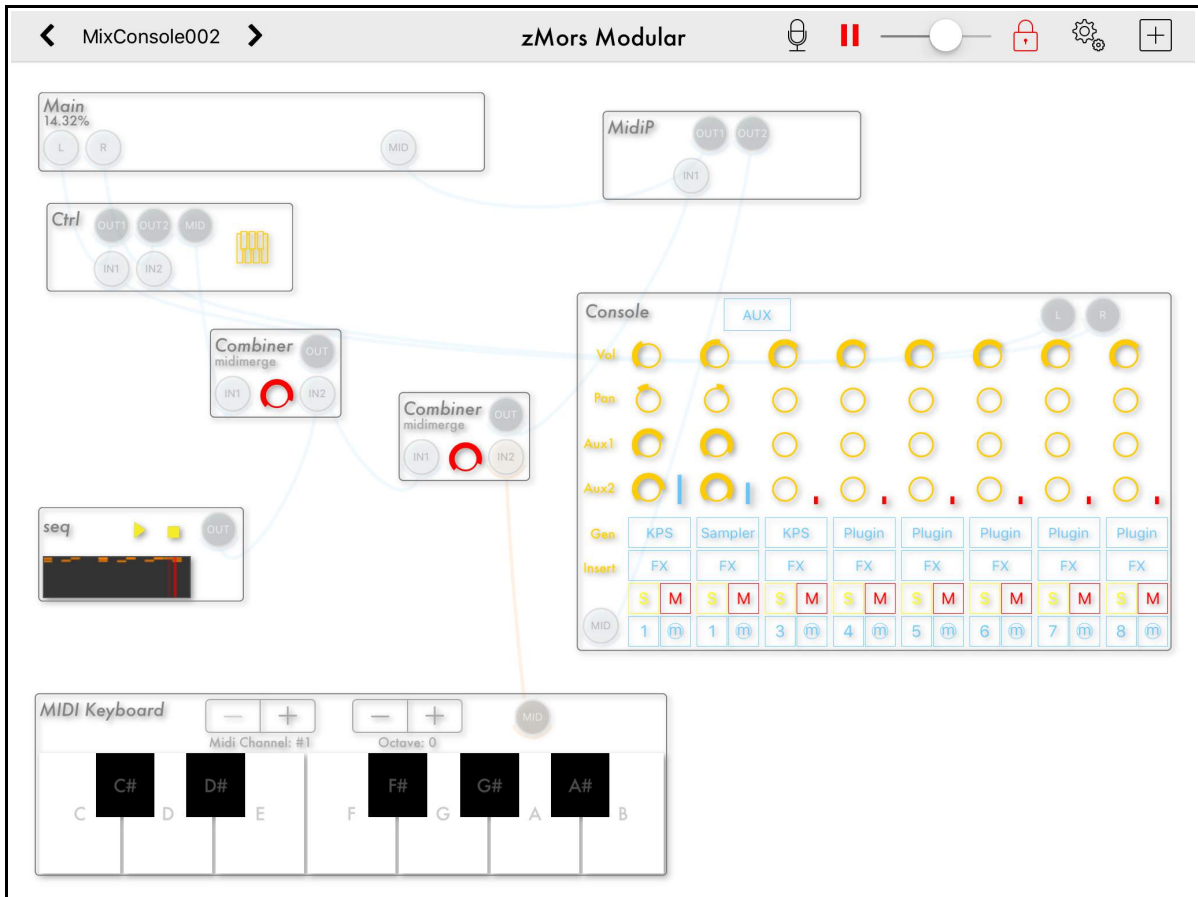 MixConsole002
zMors Modular
Main
14.32%
L R MID
MidiP OUT1 OUT2
IN1
Ctrl OUT1 OUT2 MID
IN1 IN2
Console AUX L R
Vol
Pan
Aux1
Aux2
Gen KPS Sampler KPS Plugin Plugin Plugin Plugin Plugin
Insert FX FX FX FX FX FX FX FX
S M S M S M S M S M S M S M S M
MID 1 m 1 m 3 m 4 m 5 m 6 m 7 m 8 m
Combiner OUT
midimerge
IN1 IN2
Combiner OUT
midimerge
IN1 IN2
seq OUT
MIDI Keyboard − + − + MID
Midi Channel: #1 Octave: 0
C# D# F# G# A#
C D E F G A B